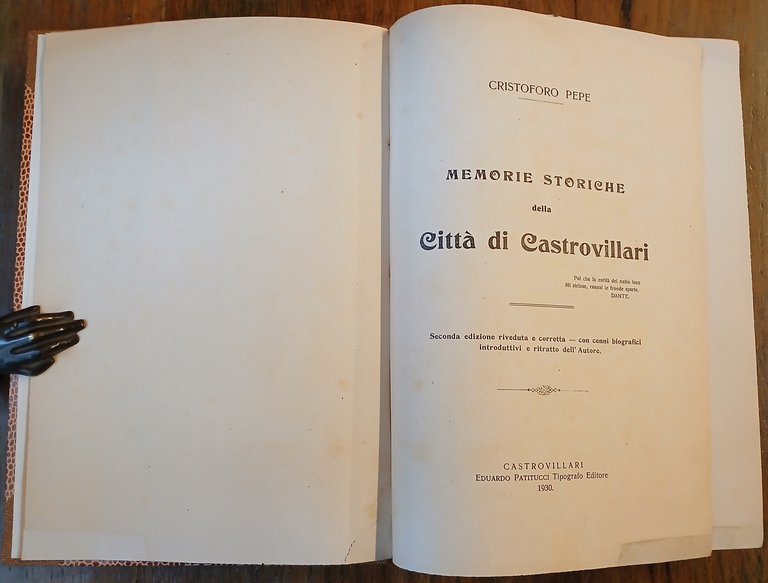 CRISTOFORO PEPE
MEMORIE STORICHE
della
Città di Castrovillari
Poi che la carità del natio loco
Mi strinse, raunai le fronde sparte.
DANTE.
Seconda edizione riveduta e corretta — con cenni biografici
introduttivi e ritratto dell'Autore.
CASTROVILLARI
EDUARDO PATITUCCI Tipografo Editore
1930.